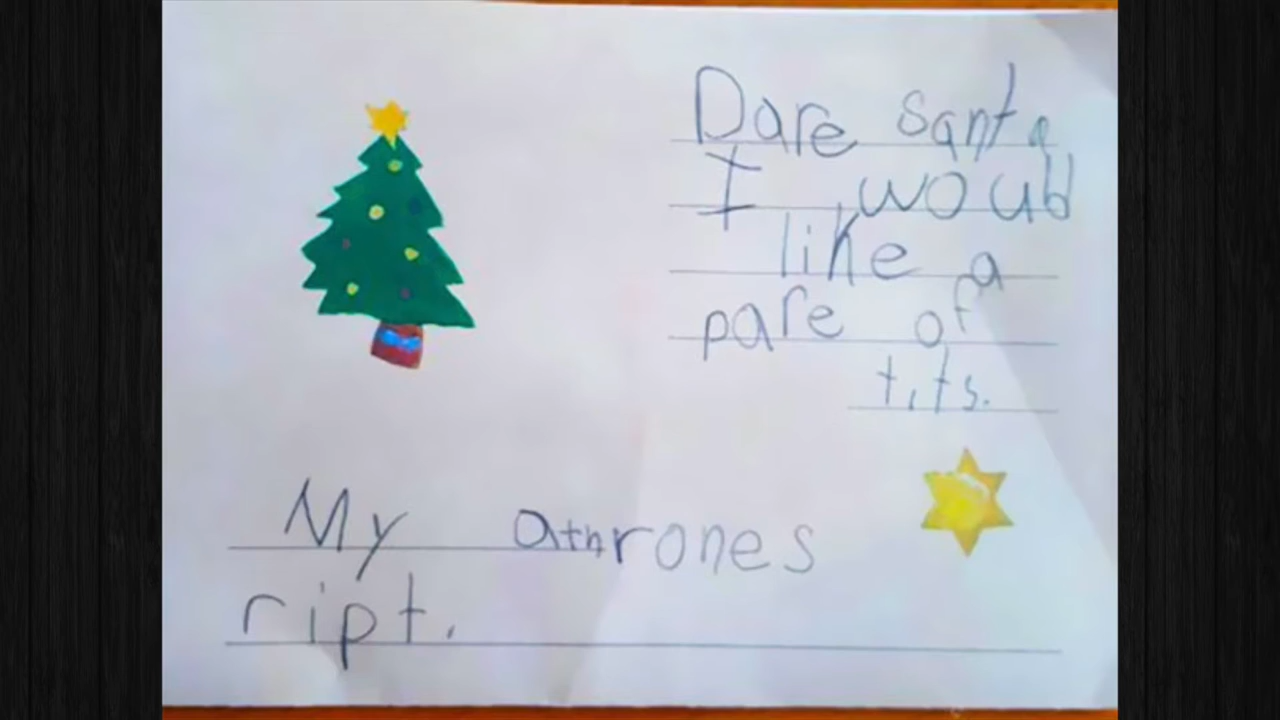 Dare santa
I would
like a
pare of
tits.
My athrones
ript.